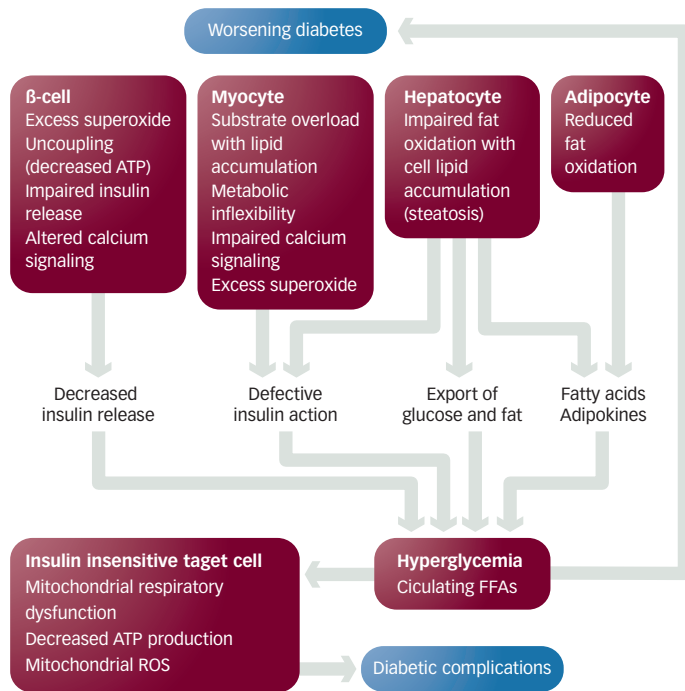 Worsening diabetes
ß-cell
Excess superoxide
Uncoupling
(decreased ATP)
Impaired insulin
release
Altered calcium
signaling
Myocyte
Substrate overload
with lipid
accumulation
Metabolic
inflexibility
Impaired calcium
signaling
Excess superoxide
Hepatocyte
Impaired fat
oxidation with
cell lipid
accumulation
(steatosis)
Adipocyte
Reduced
fat
oxidation
Decreased
insulin release
Defective
insulin action
Export of
glucose and fat
Fatty acids
Adipokines
Insulin insensitive taget cell
Mitochondrial respiratory
dysfunction
Decreased ATP production
Mitochondrial ROS
Hyperglycemia
Ciculating FFAs
Diabetic complications